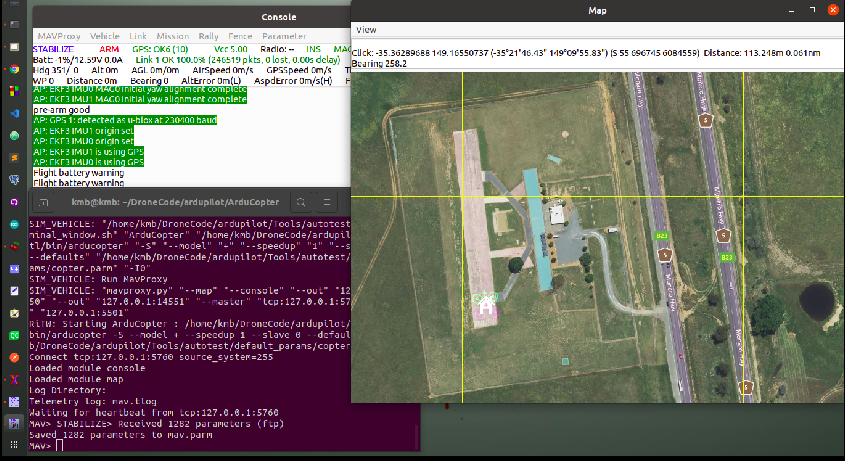 Console
MAVProxy Vehicle Link Mission Rally Fence Parameter
STABILIZE ARM GPS: OK6 (10) Vcc 5.00 Radio: -- INS MAG
Batt: -1%/12.59V 0.0A Link 1 OK 100.0% (246519 pkts, 0 lost, 0.00s delay)
Hdg 351/ 0 Alt 0m AGL 0m/0m AirSpeed 0m/s GPSSpeed 0m/s
WP 0 Distance 0m Bearing 0 AltError 0m(L) AspdError 0m/s(H)
AP: EKF3 IMU0 MAG0 initial yaw alignment complete
AP: EKF3 IMU1 MAG0 initial yaw alignment complete
pre-arm good
AP: GPS 1: detected as u-blox at 230400 baud
AP: EKF3 IMU1 origin set
AP: EKF3 IMU0 origin set
AP: EKF3 IMU1 is using GPS
AP: EKF3 IMU0 is using GPS
Flight battery warning
Flight battery warning
kmb@kmb: ~/DroneCode/ardupilot/ArduCopter
SIM_VEHICLE: "/home/kmb/DroneCode/ardupilot/Tools/autotest
minal_window.sh" "ArduCopter" "/home/kmb/DroneCode/ardupil
tl/bin/arducopter" "-S" "--model" "+" "--speedup" "1" "--s
--defaults" "/home/kmb/DroneCode/ardupilot/Tools/autotest/
ams/copter.parm" "-I0"
SIM_VEHICLE: Run MavProxy
SIM_VEHICLE: "mavproxy.py" "--map" "--console" "--out" "12
50" "--out" "127.0.0.1:14551" "--master" "tcp:127.0.0.1:57
"127.0.0.1:5501"
RiTW: Starting ArduCopter : /home/kmb/DroneCode/ardupilot/
bin/arducopter -S --model + --speedup 1 --slave 0 --defaul
b/DroneCode/ardupilot/Tools/autotest/default_params/copter
Connect tcp:127.0.0.1:5760 source_system=255
Loaded module console
Loaded module map
Log Directory:
Telemetry log: mav.tlog
Waiting for heartbeat from tcp:127.0.0.1:5760
MAV> STABILIZE> Received 1282 parameters (ftp)
Saved 1282 parameters to mav.parm
MAV>
Map
View
Click: -35.36289688 149.16550737 (-35°21'46.43" 149°09'55.83") (S 55 696745 6084559) Distance: 113.248m 0.061nm
Bearing 258.2
B23
B23
Monaro Hwy